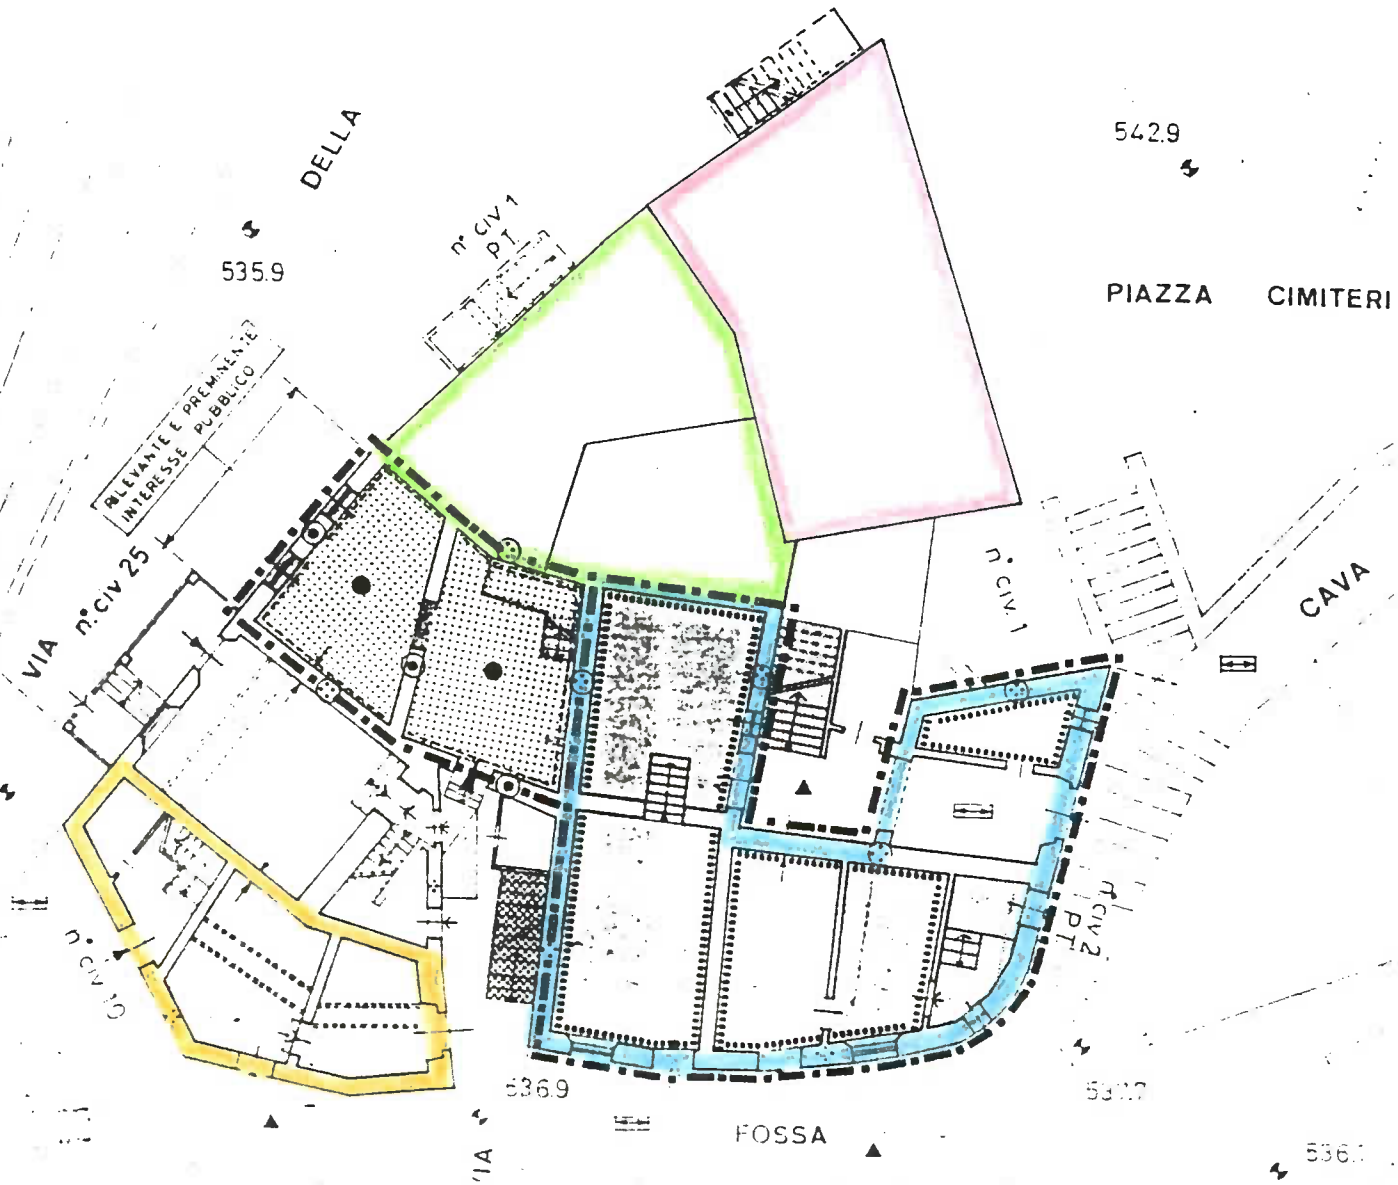 DELLA
542.9
n° CIV 1
P T
535.9
PIAZZA CIMITERI
RILEVANTE E PREMINENTE
INTERESSE PUBBLICO
VIA n° CIV 25
n° CIV. 1
CAVA
n° CIV 2
P T
n° CIV
536.9
FOSSA
VIA
536.